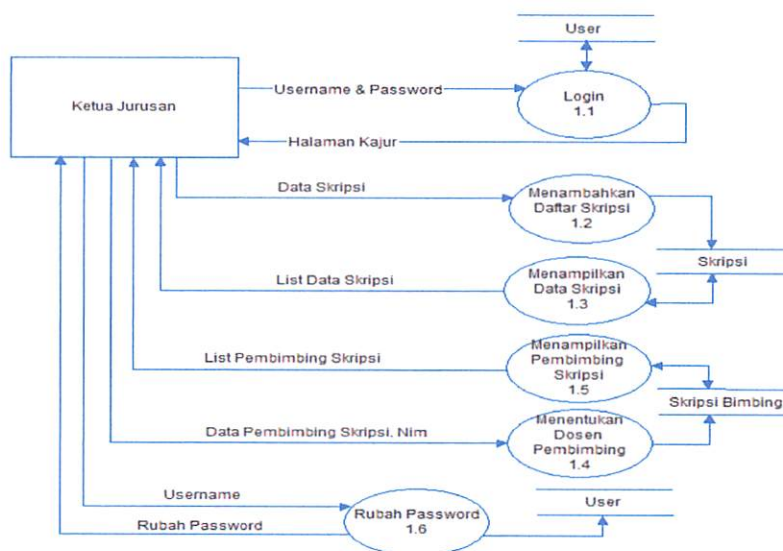 User
Ketua Jurusan
Username & Password
Login
1.1
Halaman Kajur
Data Skripsi
Menambahkan
Daftar Skripsi
1.2
Skripsi
List Data Skripsi
Menampilkan
Data Skripsi
1.3
List Pembimbing Skripsi
Menampilkan
Pembimbing
Skripsi
1.5
Skripsi Bimbing
Data Pembimbing Skripsi, Nim
Menentukan
Dosen
Pembimbing
1.4
Username
Rubah Password
Rubah Password
1.6
User